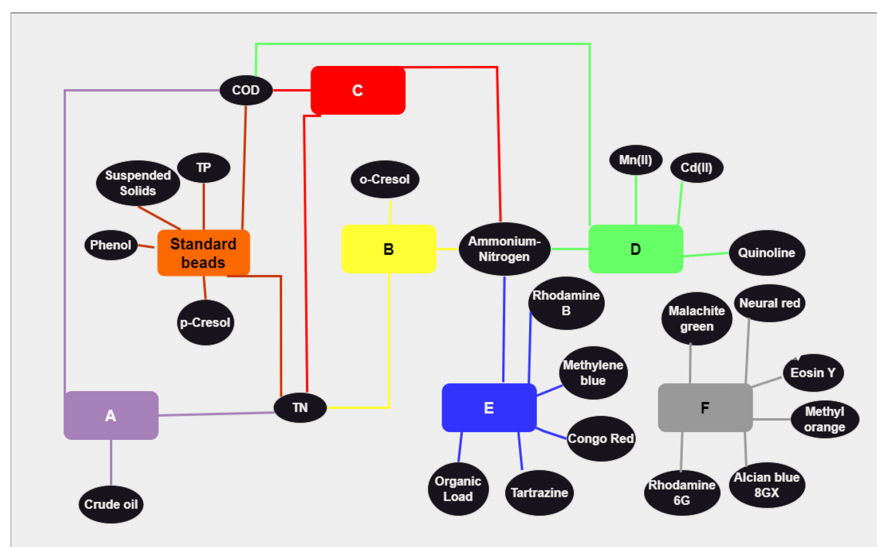 COD
C
Mn(II)
Cd(II)
TP
Suspended
Solids
o-Cresol
Phenol
Standard
beads
B
Ammonium-
Nitrogen
D
Quinoline
p-Cresol
Rhodamine
B
Malachite
green
Neural red
Methylene
blue
Eosin Y
A
TN
E
F
Methyl
orange
Congo Red
Crude oil
Organic
Load
Tartrazine
Rhodamine
6G
Alcian blue
8GX